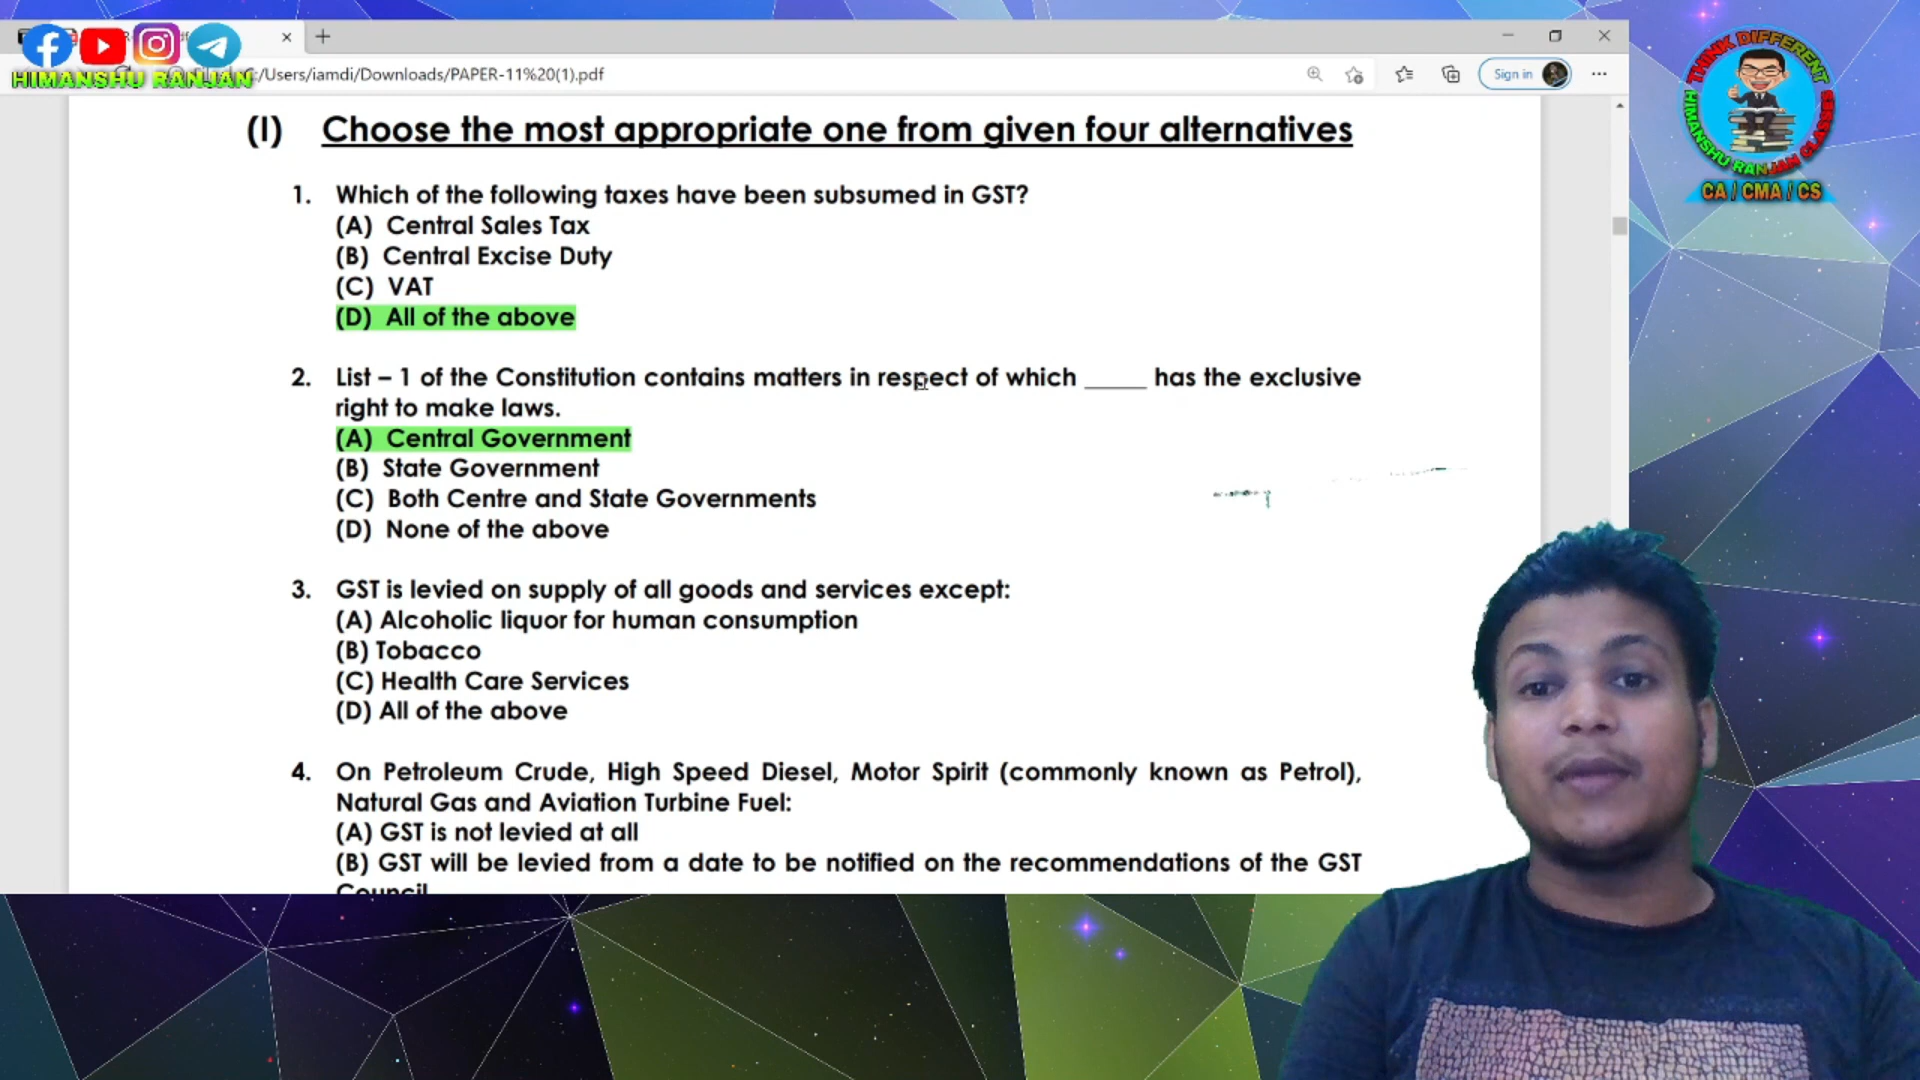 HIMANSHU RANJAN
:/Users/iamdi/Downloads/PAPER-11%20(1).pdf
Sign in
THINK DIFFERENT
HIMANSHU RANJAN CLASSES
CA / CMA / CS
(I) Choose the most appropriate one from given four alternatives
1. Which of the following taxes have been subsumed in GST?
(A) Central Sales Tax
(B) Central Excise Duty
(C) VAT
(D) All of the above
2. List – 1 of the Constitution contains matters in respect of which _____ has the exclusive
right to make laws.
(A) Central Government
(B) State Government
(C) Both Centre and State Governments
(D) None of the above
3. GST is levied on supply of all goods and services except:
(A) Alcoholic liquor for human consumption
(B) Tobacco
(C) Health Care Services
(D) All of the above
4. On Petroleum Crude, High Speed Diesel, Motor Spirit (commonly known as Petrol),
Natural Gas and Aviation Turbine Fuel:
(A) GST is not levied at all
(B) GST will be levied from a date to be notified on the recommendations of the GST
Council